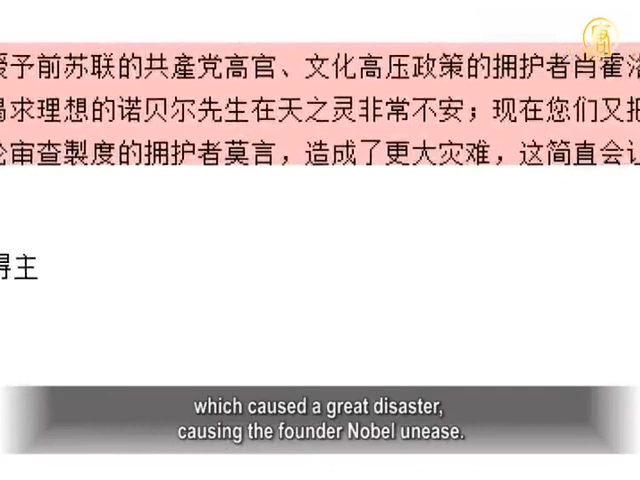 授予前苏联的共產党高官、文化高压政策的拥护者肖霍洛
渴求理想的诺贝尔先生在天之灵非常不安；现在您们又把
论审查製度的拥护者莫言，造成了更大灾难，这简直会让
得主
which caused a great disaster,
causing the founder Nobel unease.